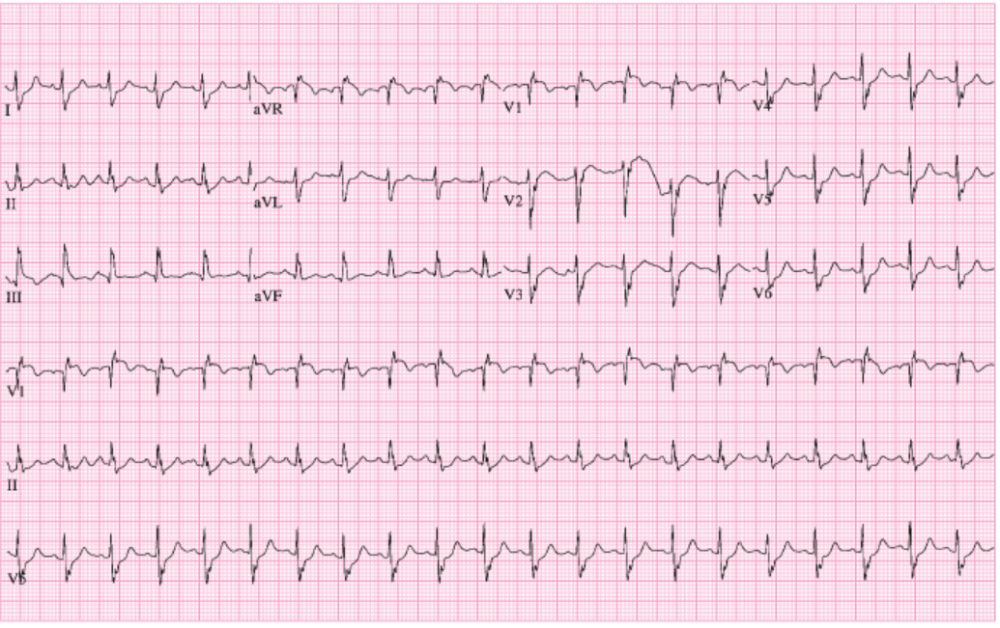 I aVR V1 V4
II aVL V2 V5
III aVF V3 V6
V1
II
V5